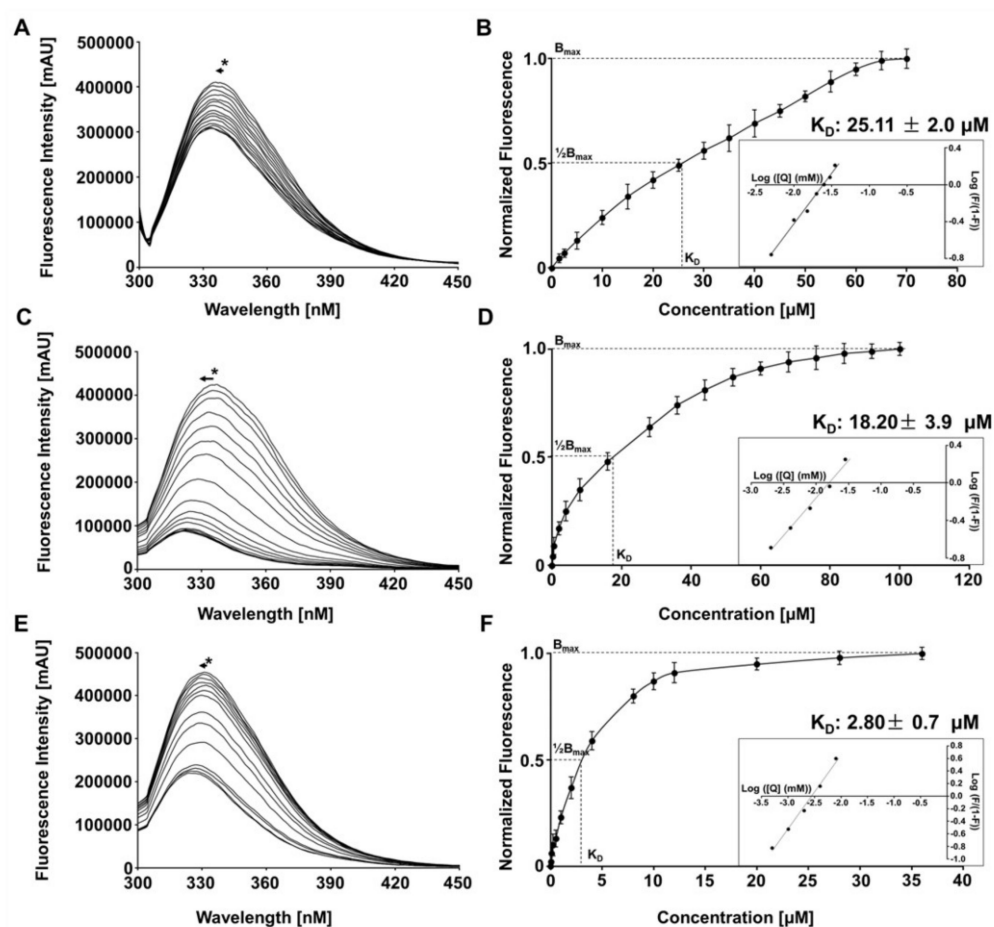 A
Fluorescence Intensity [mAU]
500000
400000
300000
200000
100000
0
*
300 330 360 390 420 450
Wavelength [nM]
B
Normalized Fluorescence
Bmax
1.0
½Bmax
0.5
0
KD
KD: 25.11 ± 2.0 µM
0.4
Log ([Q] (mM))
-2.5 -2.0 -1.5 -1.0 -0.5
0.0
-0.4
-0.8
Log (F/(1-F))
0 10 20 30 40 50 60 70 80
Concentration [µM]
C
Fluorescence Intensity [mAU]
500000
400000
300000
200000
100000
0
*
300 330 360 390 420 450
Wavelength [nM]
D
Normalized Fluorescence
Bmax
1.0
½Bmax
0.5
0
KD
KD: 18.20± 3.9 µM
0.4
Log ([Q] (mM))
-3.0 -2.5 -2.0 -1.5 -1.0 -0.5
0.0
-0.4
-0.8
Log (F/(1-F))
0 20 40 60 80 100 120
Concentration [µM]
E
Fluorescence Intensity [mAU]
500000
400000
300000
200000
100000
0
*
300 330 360 390 420 450
Wavelength [nM]
F
Normalized Fluorescence
Bmax
1.0
½Bmax
0.5
0
KD
KD: 2.80± 0.7 µM
0.8
0.6
0.4
0.2
Log ([Q] (mM))
-3.5 -3.0 -2.5 -2.0 -1.5 -1.0 -0.5
0.0
-0.2
-0.4
-0.6
-0.8
-1.0
Log (F/(1-F))
0 5 10 15 20 25 30 35 40
Concentration [µM]